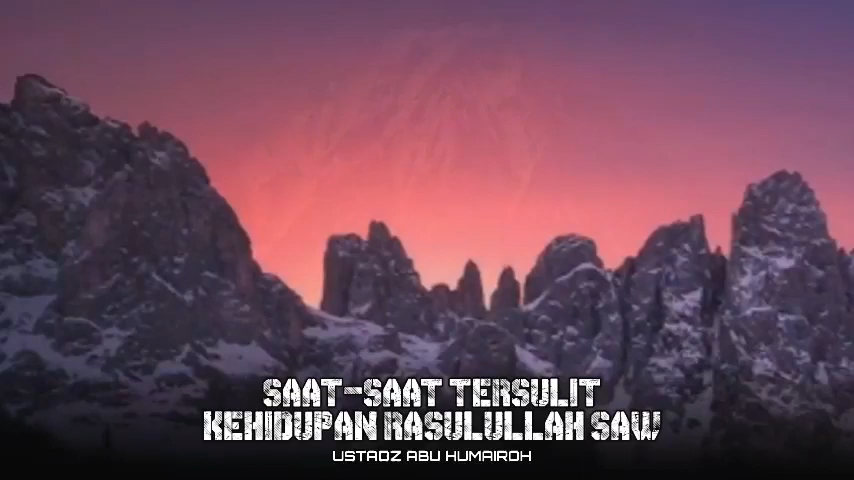 SAAT-SAAT TERSULIT
KEHIDUPAN RASULULLAH SAW
USTADZ ABU HUMAIROH